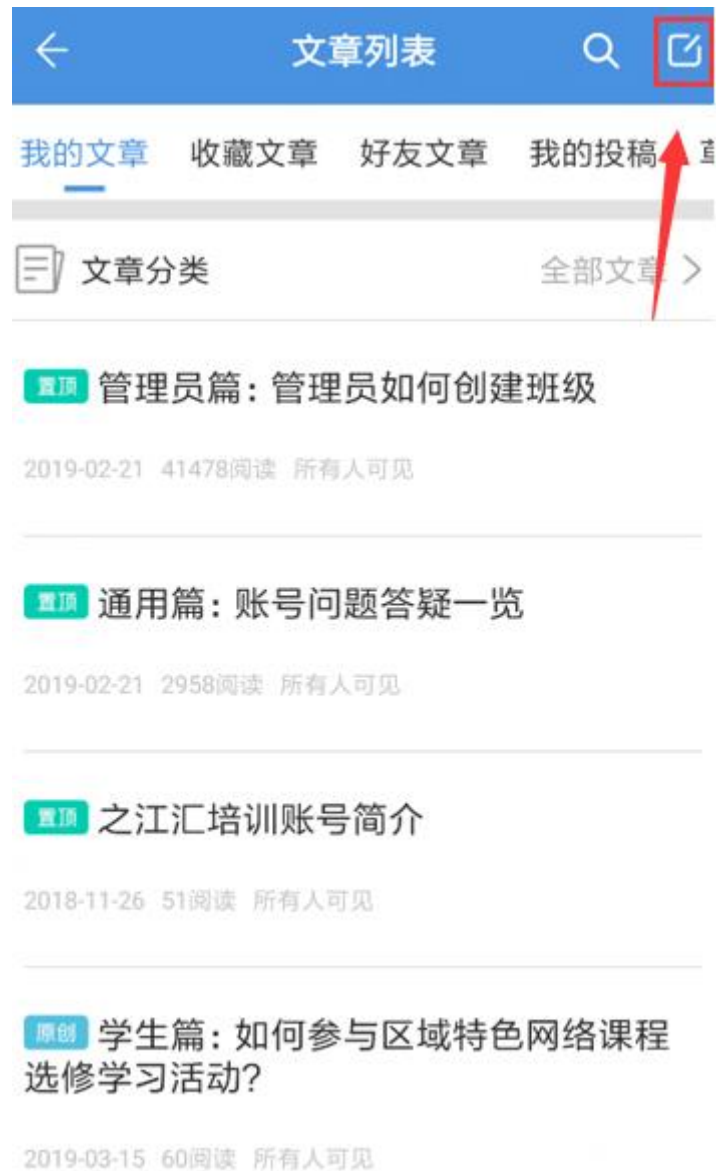 文章列表
我的文章 收藏文章 好友文章 我的投稿
文章分类 全部文章
置顶 管理员篇：管理员如何创建班级
2019-02-21 41478阅读 所有人可见
置顶 通用篇：账号问题答疑一览
2019-02-21 2958阅读 所有人可见
置顶 之江汇培训账号简介
2018-11-26 51阅读 所有人可见
原创 学生篇：如何参与区域特色网络课程
选修学习活动?
2019-03-15 60阅读 所有人可见